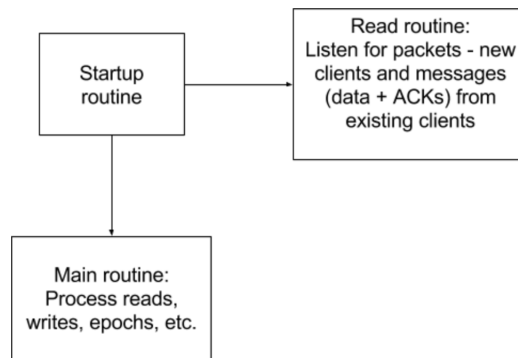 Startup
routine
Read routine:
Listen for packets - new
clients and messages
(data + ACKs) from
existing clients
Main routine:
Process reads,
writes, epochs, etc.